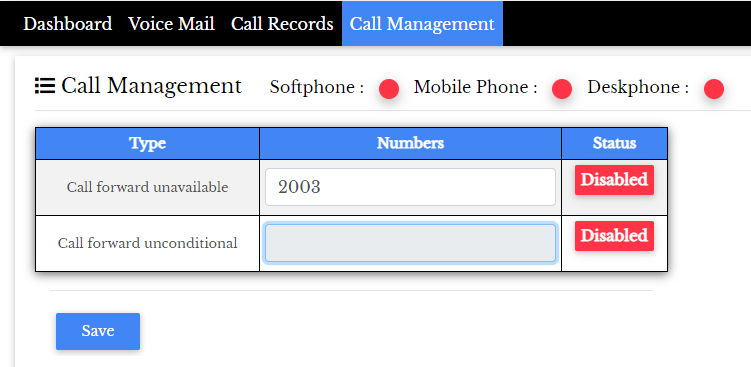 Dashboard Voice Mail Call Records Call Management
Call Management Softphone : Mobile Phone : Deskphone :
Type Numbers Status
Call forward unavailable 2003 Disabled
Call forward unconditional Disabled
Save